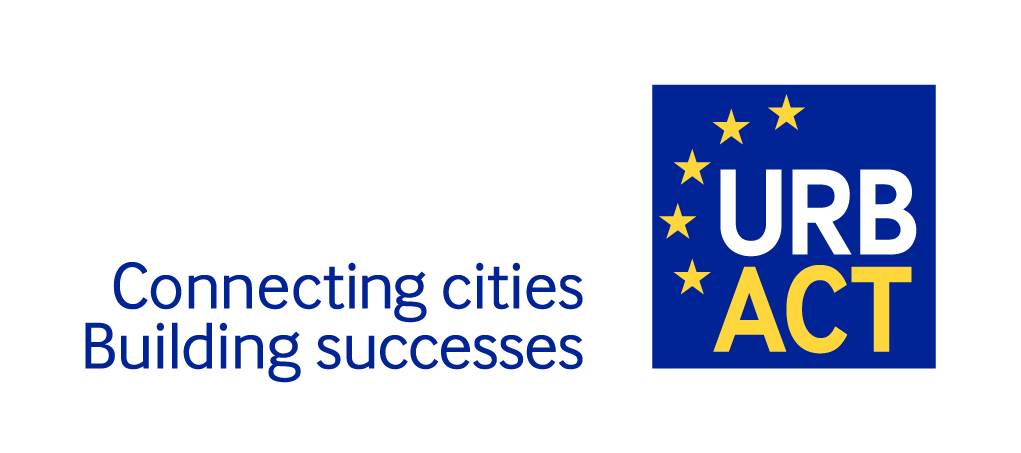 Connecting cities
Building successes
URB
ACT